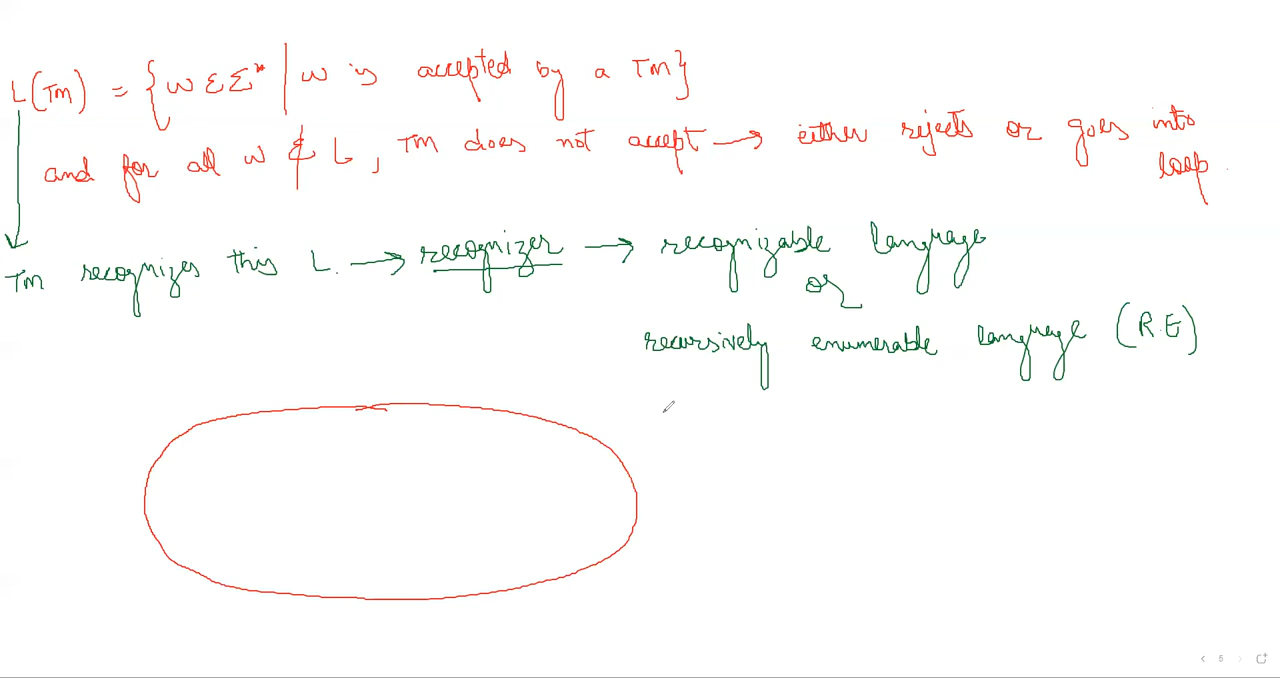 L(TM) = { w ∈ Σ* | w is accepted by a TM}
and for all w ∉ L, TM does not accept → either rejects or goes into loop.
TM recognizes this L. → recognizer → recognizable language
or
recursively enumerable language (R.E)
5